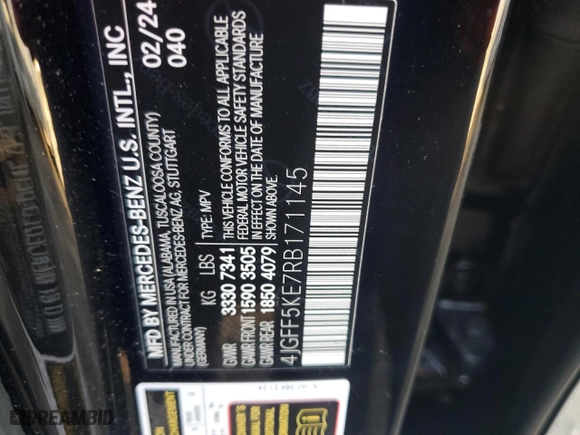 MFD BY MERCEDES-BENZ U.S. INTL., INC
02/24
MANUFACTURED IN USA (ALABAMA, TUSCALOOSA COUNTY)
040
UNDER CONTRACT FOR MERCEDES-BENZ AG, STUTTGART
(GERMANY)
TYPE: MPV
KG LBS
GVWR 3330 7341
GAWR FRONT 1590 3505
GAWR REAR 1850 4079
THIS VEHICLE CONFORMS TO ALL APPLICABLE
FEDERAL MOTOR VEHICLE SAFETY STANDARDS
IN EFFECT ON THE DATE OF MANUFACTURE
SHOWN ABOVE.
4JGFF5KE7RB171145
DREAMBID